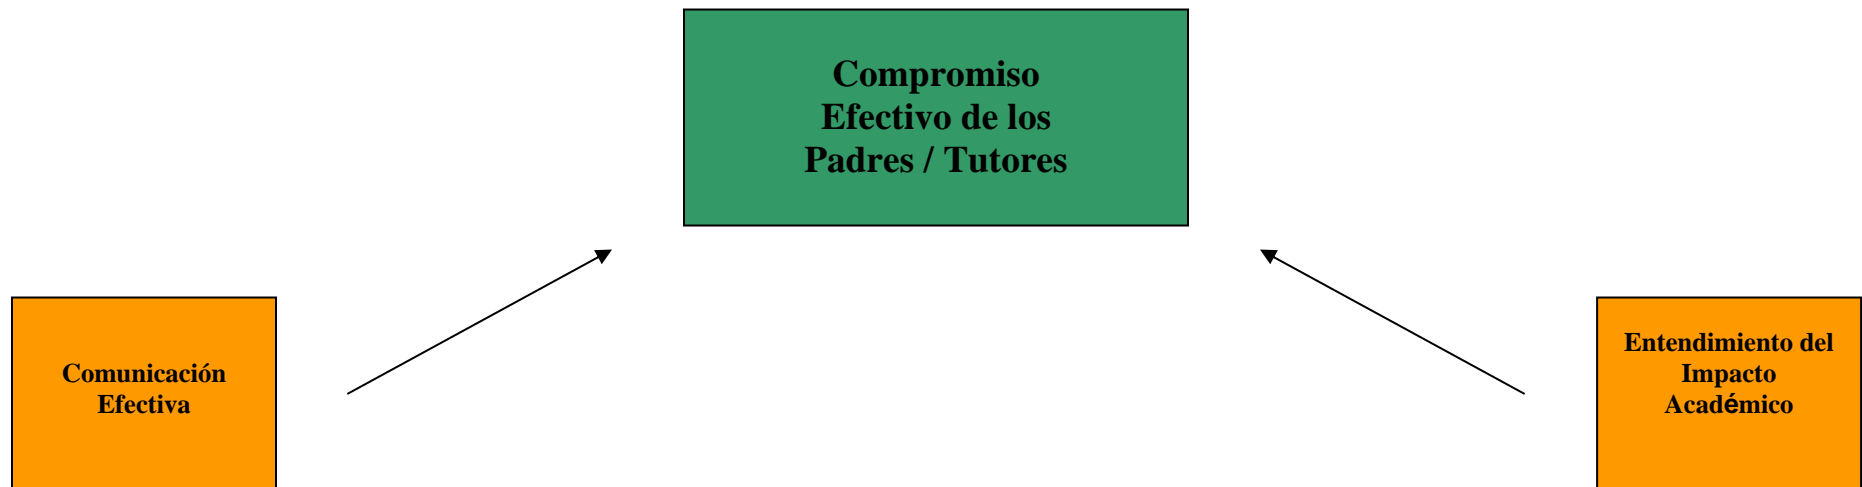 Compromiso
Efectivo de los
Padres / Tutores
Comunicación
Efectiva
Entendimiento del
Impacto
Académico